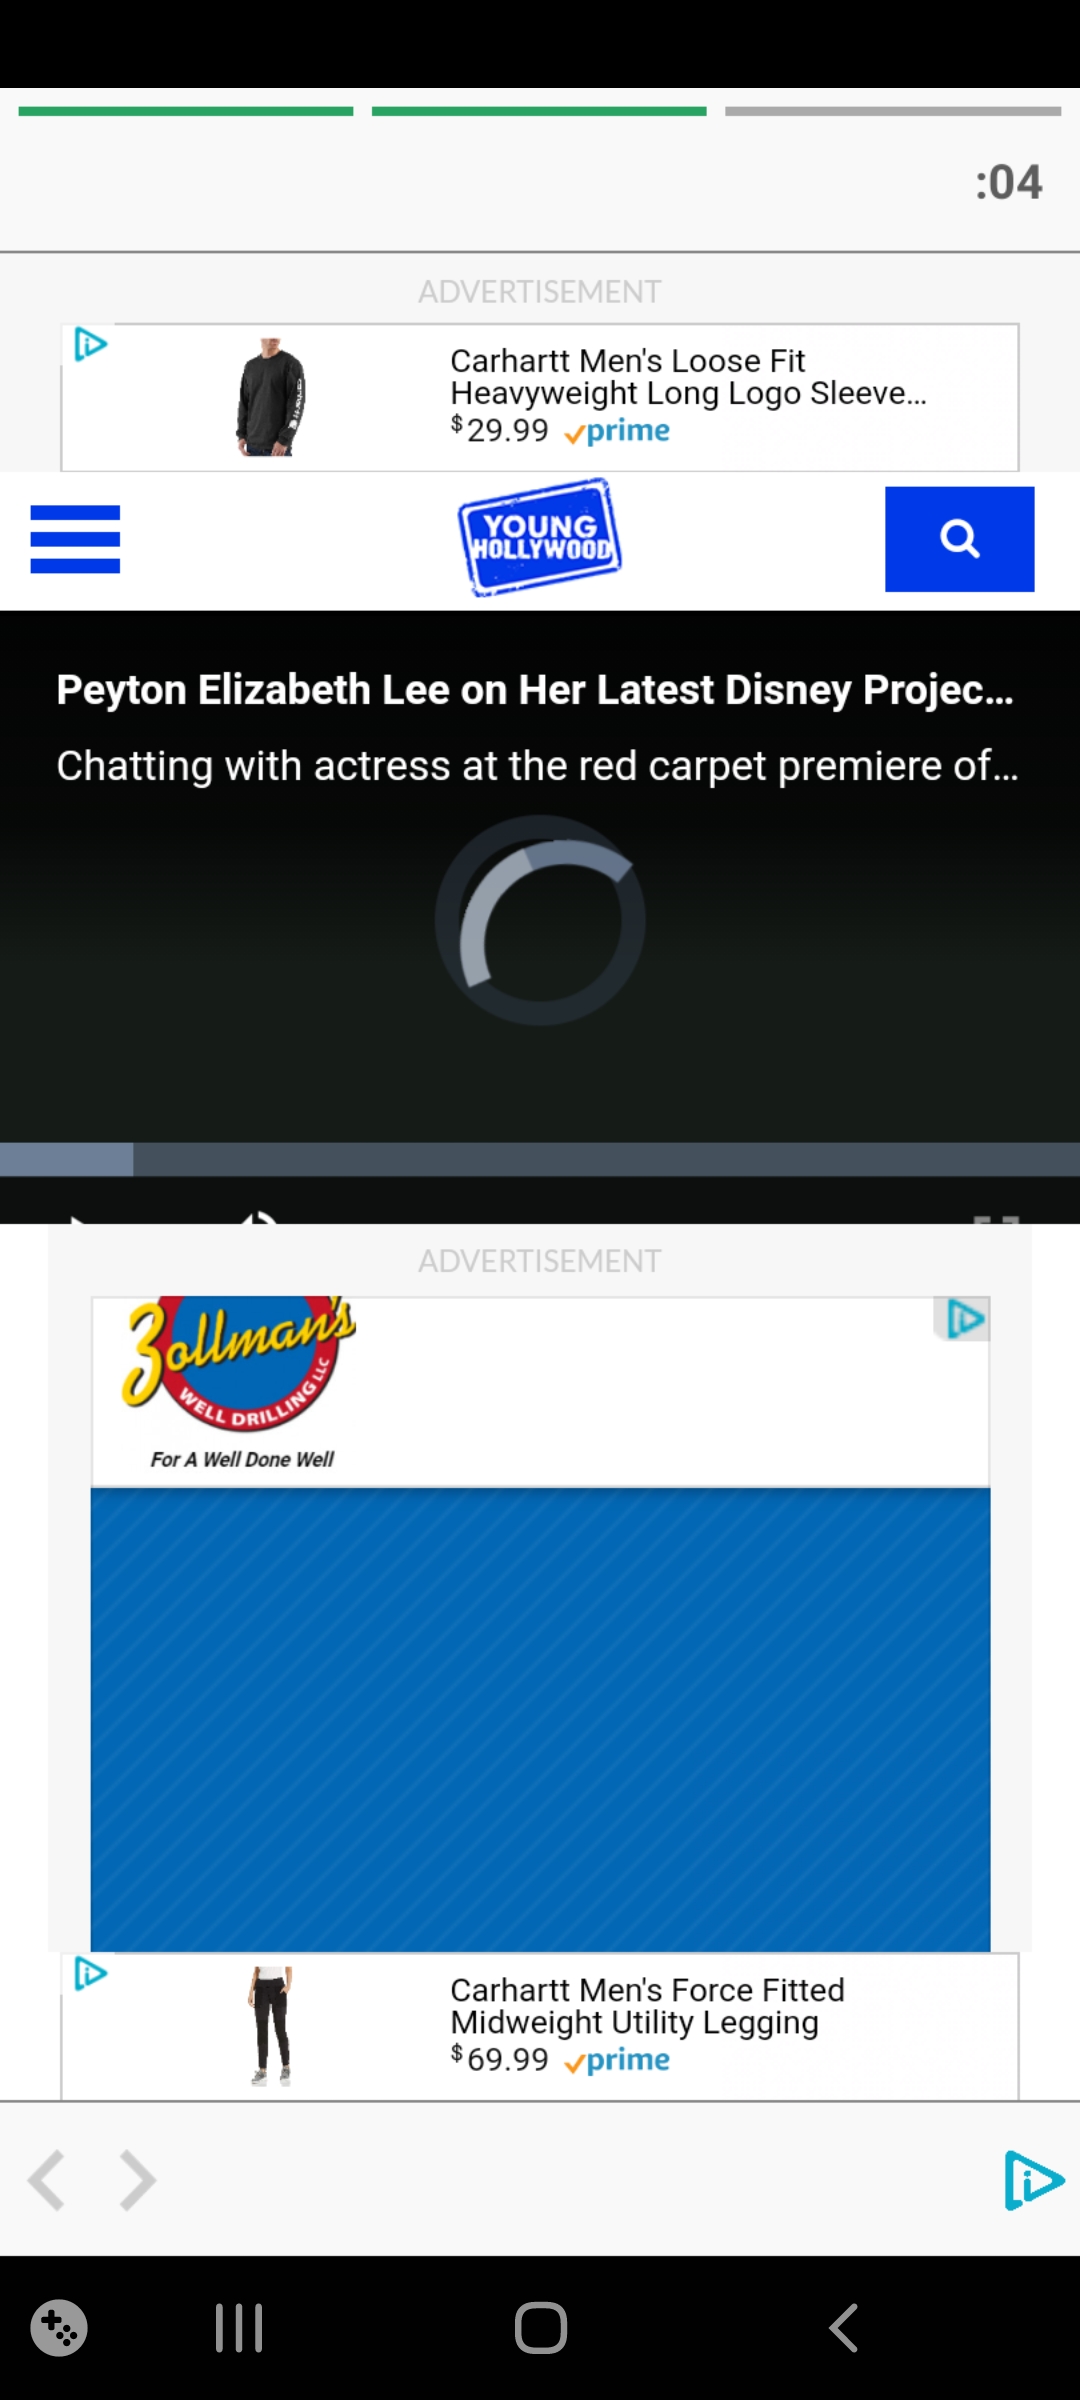 :04
ADVERTISEMENT
Carhartt Men's Loose Fit
Heavyweight Long Logo Sleeve...
$29.99 prime
YOUNG
HOLLYWOOD
Peyton Elizabeth Lee on Her Latest Disney Projec...
Chatting with actress at the red carpet premiere of...
ADVERTISEMENT
Zollman's
WELL DRILLING LLC
For A Well Done Well
Carhartt Men's Force Fitted
Midweight Utility Legging
$69.99 prime